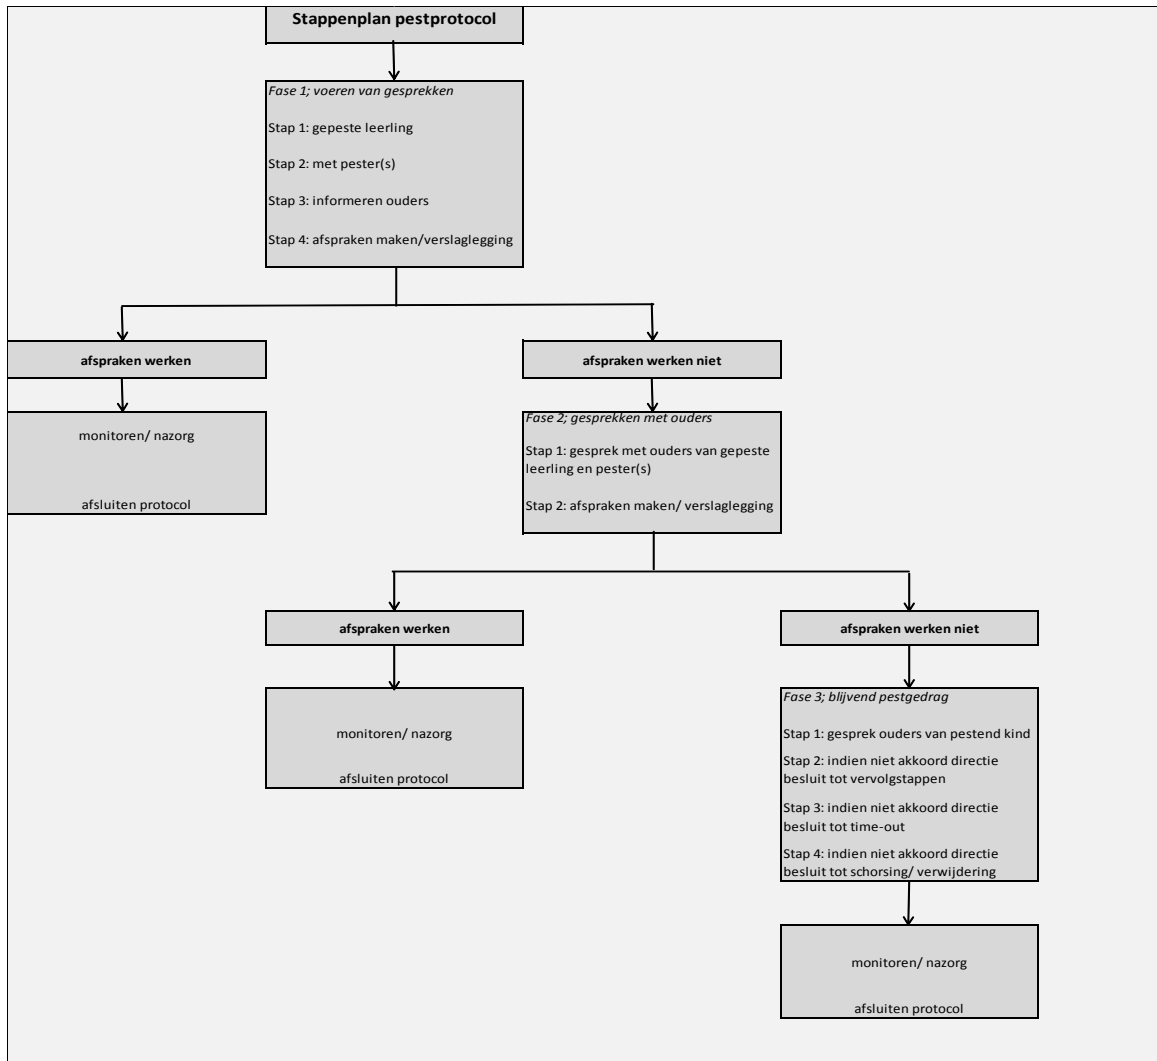 Stappenplan pestprotocol
Fase 1; voeren van gesprekken
Stap 1: gepeste leerling
Stap 2: met pester(s)
Stap 3: informeren ouders
Stap 4: afspraken maken/verslaglegging
afspraken werken
afspraken werken niet
monitoren/ nazorg
afsluiten protocol
Fase 2; gesprekken met ouders
Stap 1: gesprek met ouders van gepeste
leerling en pester(s)
Stap 2: afspraken maken/ verslaglegging
afspraken werken
afspraken werken niet
monitoren/ nazorg
afsluiten protocol
Fase 3; blijvend pestgedrag
Stap 1: gesprek ouders van pestend kind
Stap 2: indien niet akkoord directie
besluit tot vervolgstappen
Stap 3: indien niet akkoord directie
besluit tot time-out
Stap 4: indien niet akkoord directie
besluit tot schorsing/ verwijdering
monitoren/ nazorg
afsluiten protocol